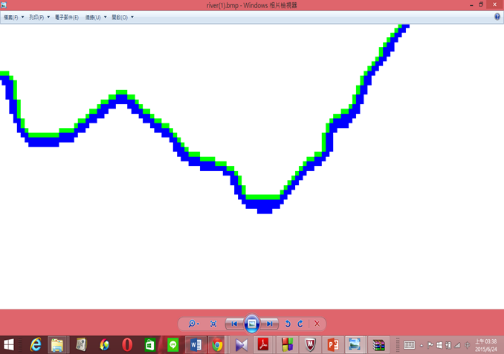 river(1).bmp - Windows 相片檢視器
檔案(F) 列印(P) 電子郵件(E) 燒錄(U) 開啟(O)
上午 03:38
2015/6/24